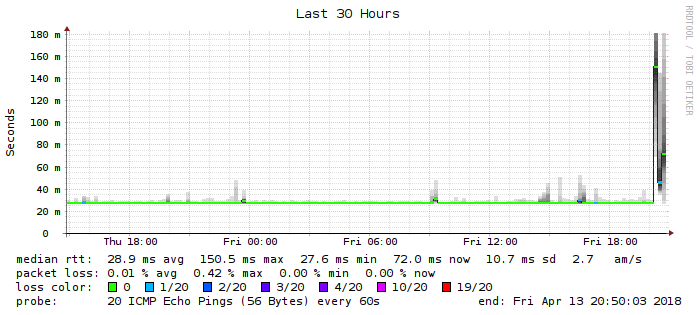 Last 30 Hours
RRDTOOL / TOBI OETIKER
Seconds
180 m
160 m
140 m
120 m
100 m
80 m
60 m
40 m
20 m
0
Thu 18:00 Fri 00:00 Fri 06:00 Fri 12:00 Fri 18:00
median rtt: 28.9 ms avg 150.5 ms max 27.6 ms min 72.0 ms now 10.7 ms sd 2.7 am/s
packet loss: 0.01 % avg 0.42 % max 0.00 % min 0.00 % now
loss color: 0 1/20 2/20 3/20 4/20 10/20 19/20
probe: 20 ICMP Echo Pings (56 Bytes) every 60s end: Fri Apr 13 20:50:03 2018